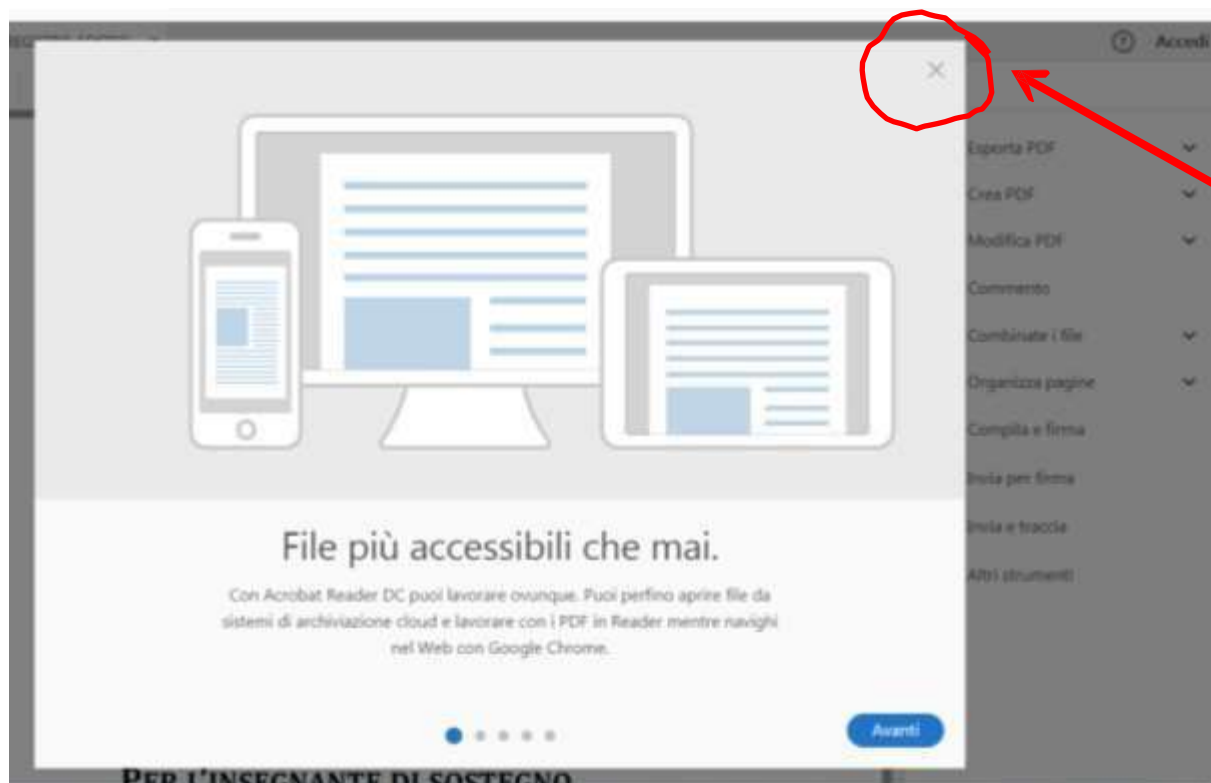 Accedi
Esporta PDF
Crea PDF
Modifica PDF
Commento
Combinate i file
Organizza pagine
Compila e firma
Invia per firma
Invia e traccia
Altri strumenti
File più accessibili che mai.
Con Acrobat Reader DC puoi lavorare ovunque. Puoi perfino aprire file da
sistemi di archiviazione cloud e lavorare con i PDF in Reader mentre navighi
nel Web con Google Chrome.
Avanti
PER L'INSEGNANTE DI SOSTEGNO